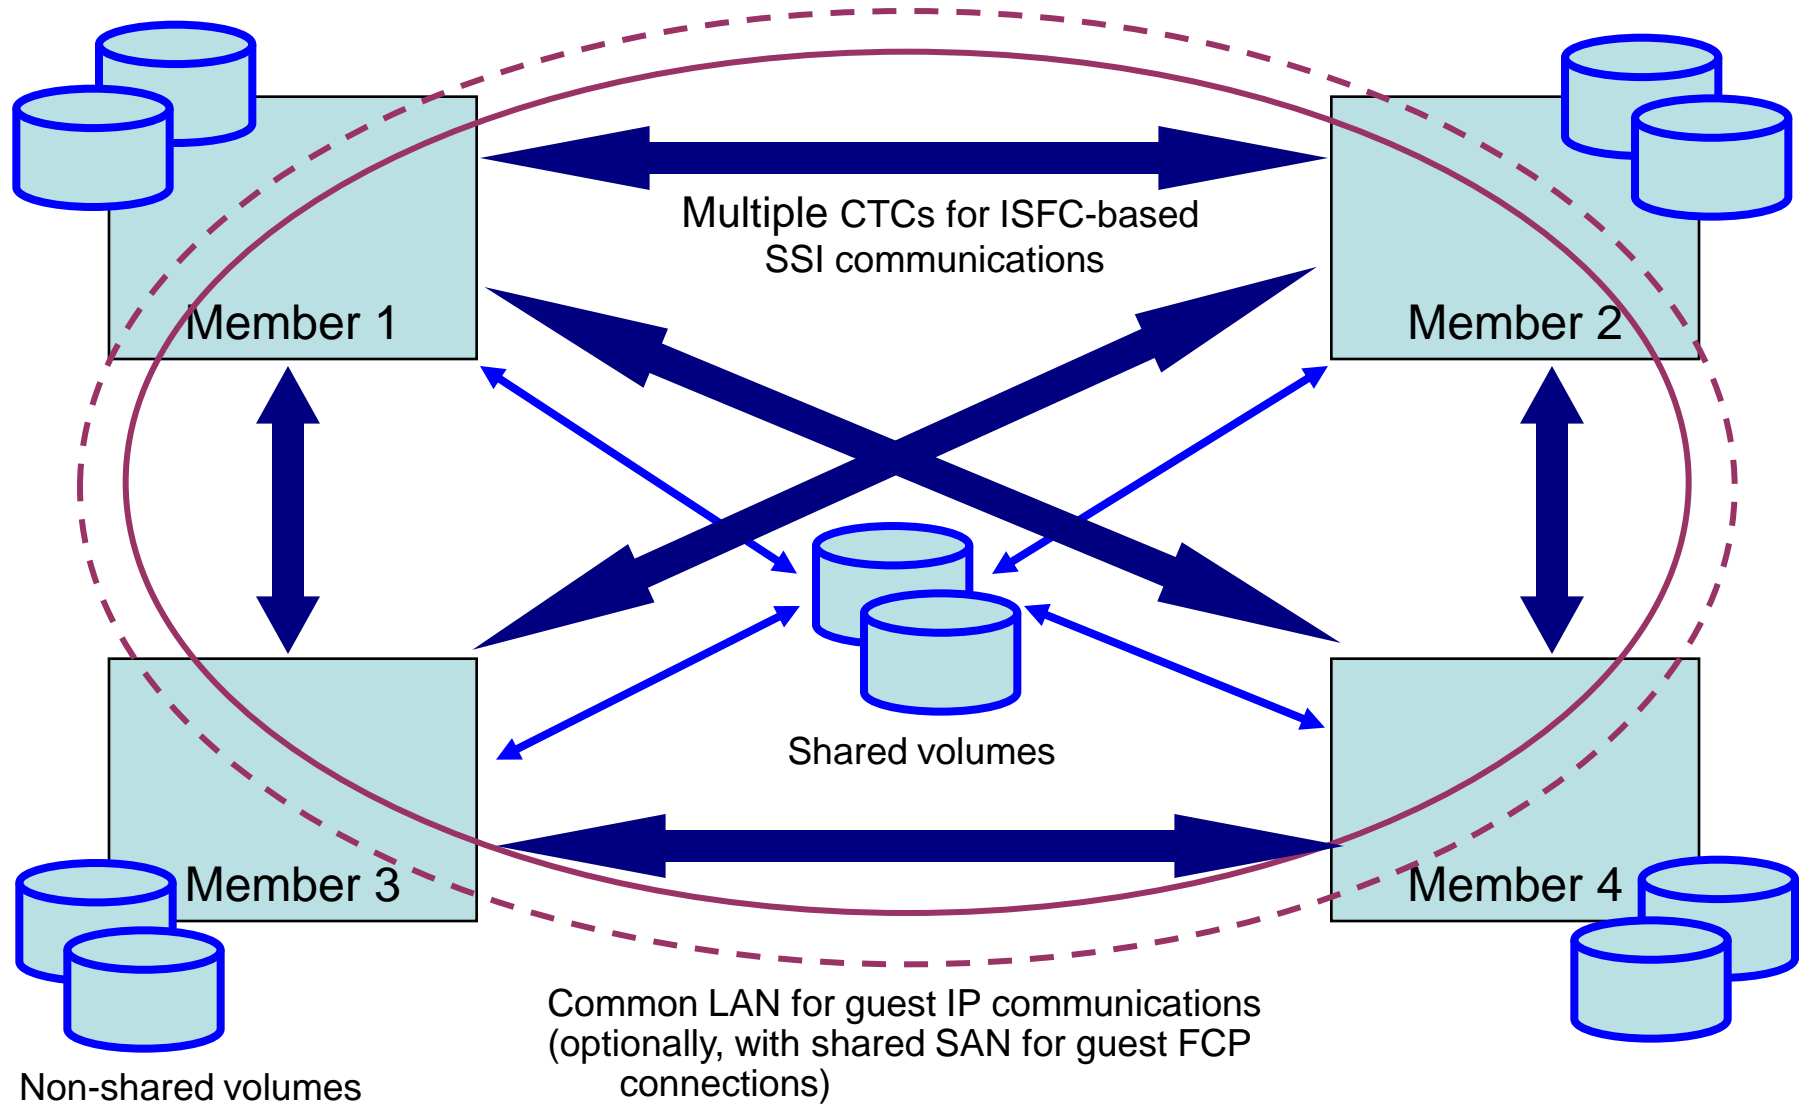 Multiple CTCs for ISFC-based
SSI communications
Member 1
Member 2
Shared volumes
Member 3
Member 4
Common LAN for guest IP communications
(optionally, with shared SAN for guest FCP
connections)
Non-shared volumes